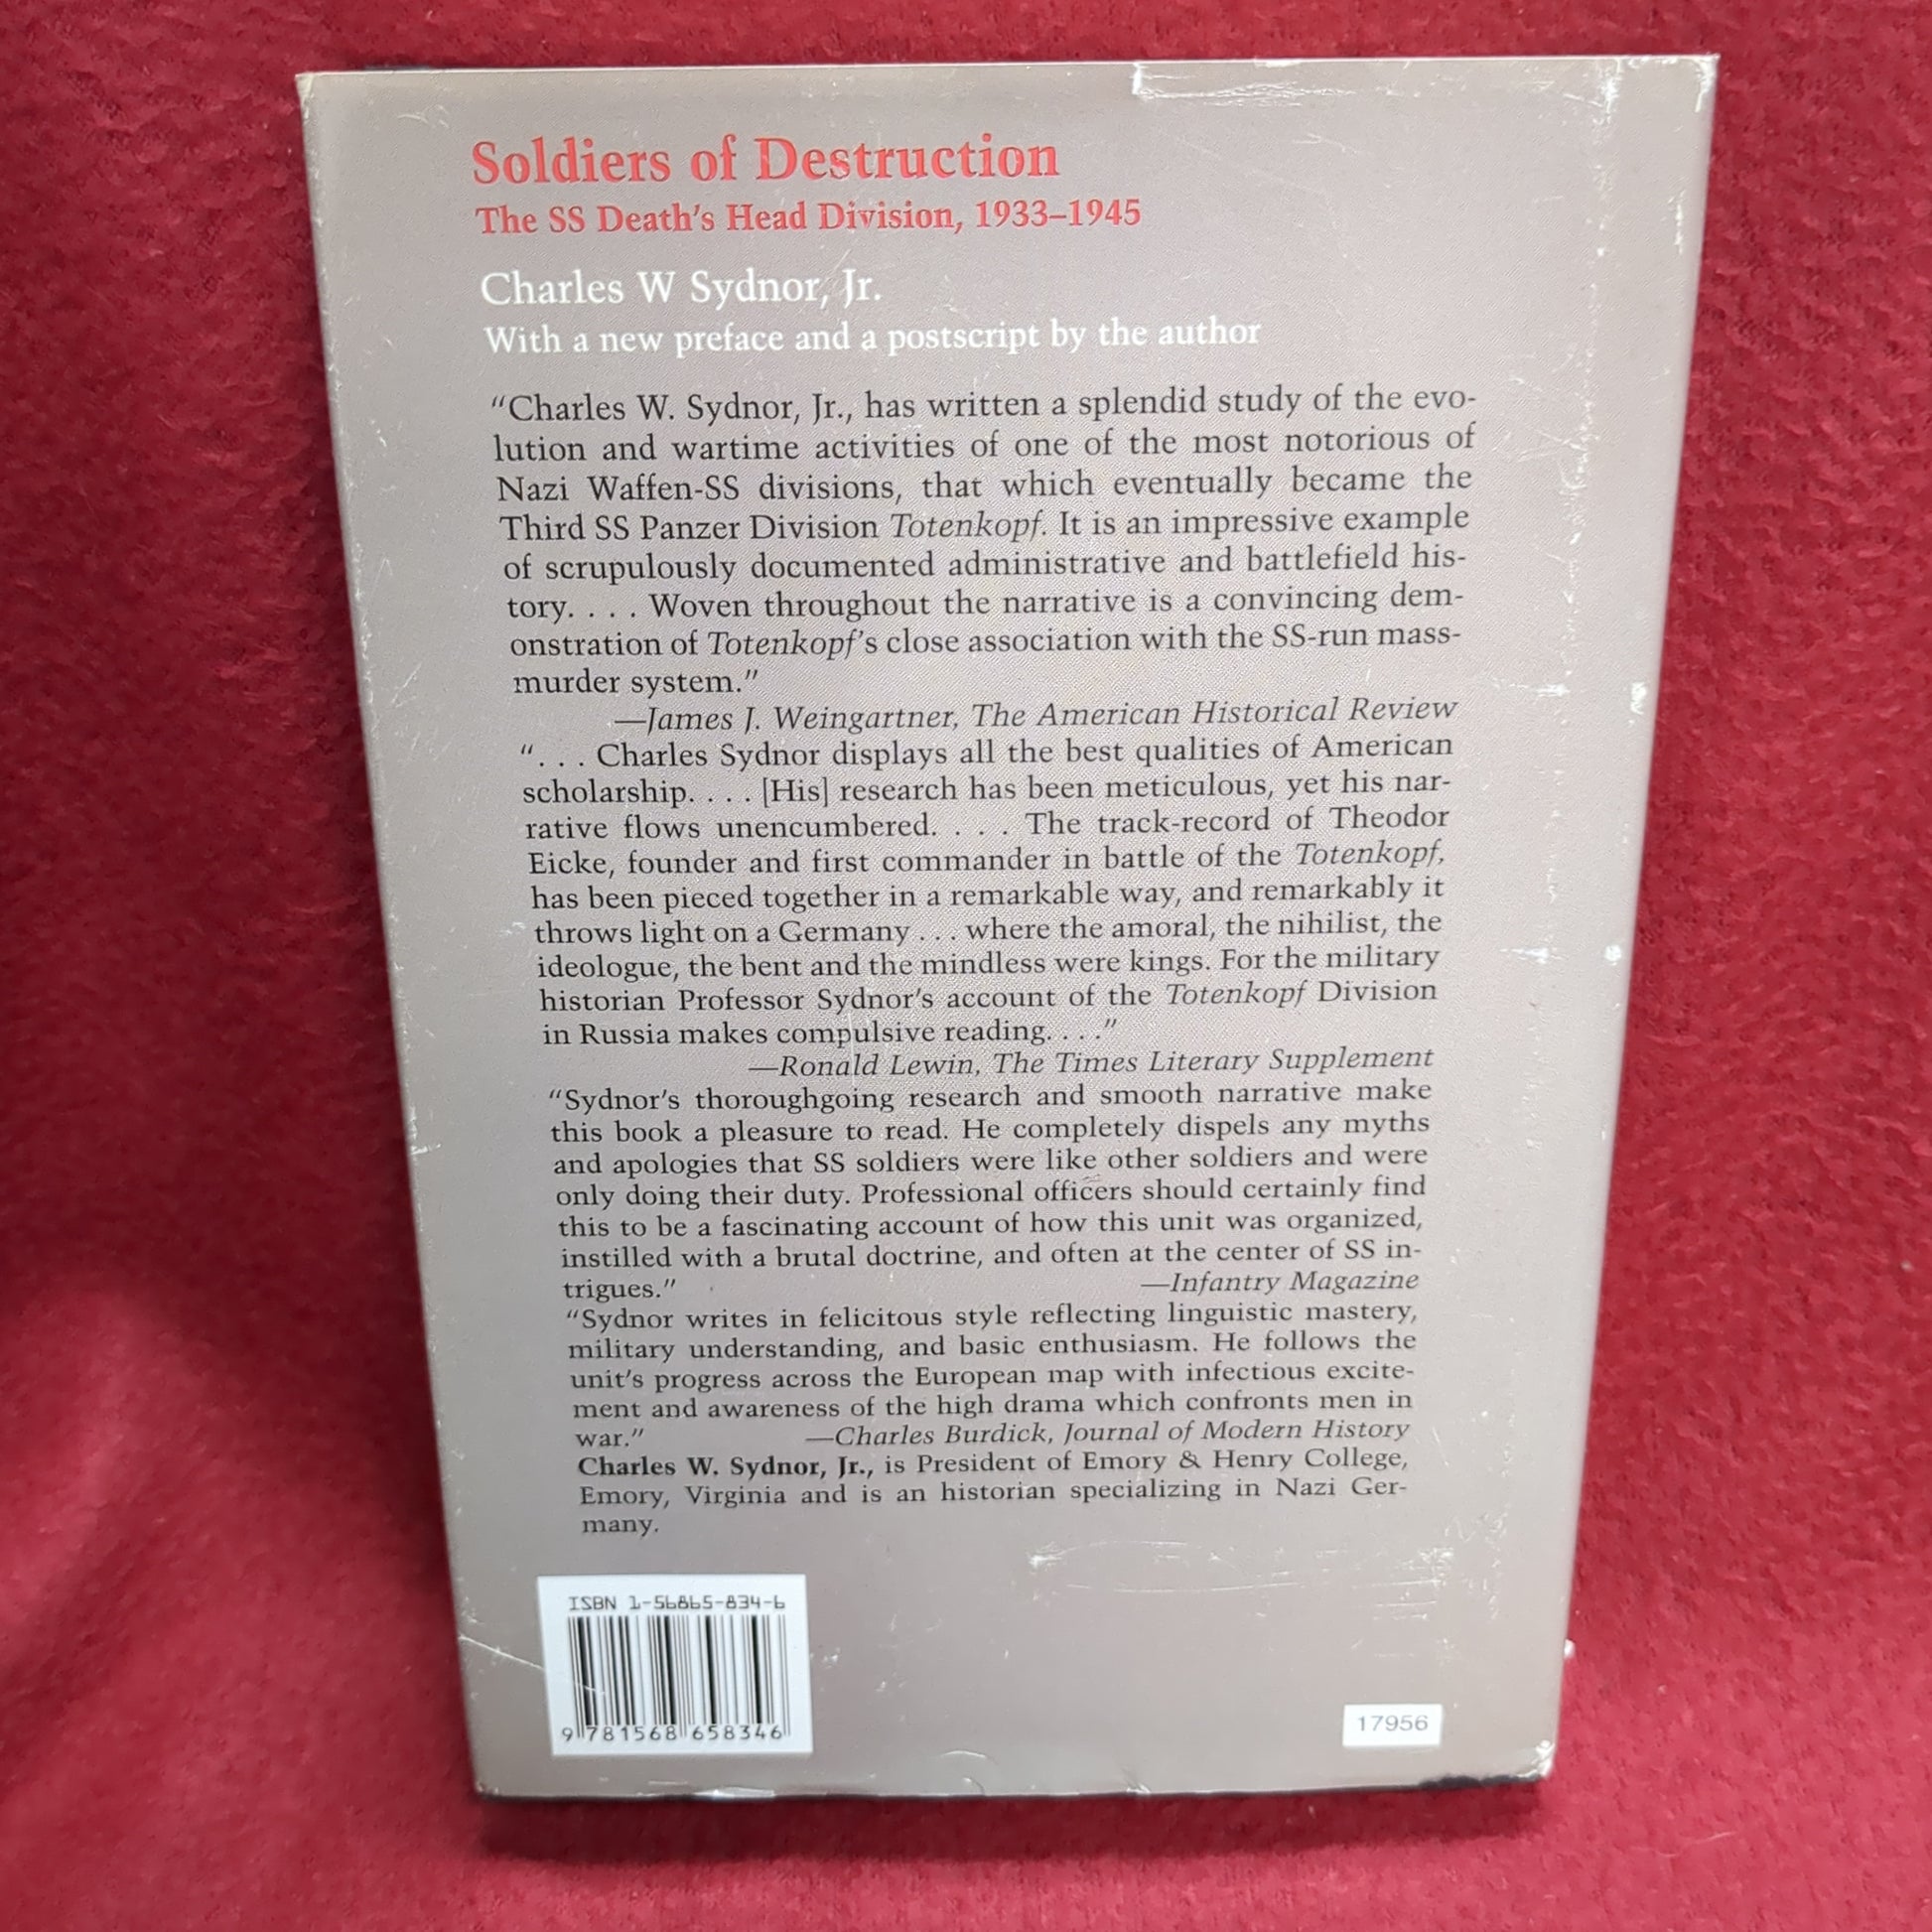 Soldiers of Destruction
The SS Death's Head Division, 1933–1945
Charles W Sydnor, Jr.
With a new preface and a postscript by the author
"Charles W. Sydnor, Jr., has written a splendid study of the evo-
lution and wartime activities of one of the most notorious of
Nazi Waffen-SS divisions, that which eventually became the
Third SS Panzer Division Totenkopf. It is an impressive example
of scrupulously documented administrative and battlefield his-
tory. . . . Woven throughout the narrative is a convincing dem-
onstration of Totenkopf's close association with the SS-run mass-
murder system."
—James J. Weingartner, The American Historical Review
". . . Charles Sydnor displays all the best qualities of American
scholarship. . . . [His] research has been meticulous, yet his nar-
rative flows unencumbered. . . . The track-record of Theodor
Eicke, founder and first commander in battle of the Totenkopf,
has been pieced together in a remarkable way, and remarkably it
throws light on a Germany . . . where the amoral, the nihilist, the
ideologue, the bent and the mindless were kings. For the military
historian Professor Sydnor's account of the Totenkopf Division
in Russia makes compulsive reading. . . ."
—Ronald Lewin, The Times Literary Supplement
"Sydnor's thoroughgoing research and smooth narrative make
this book a pleasure to read. He completely dispels any myths
and apologies that SS soldiers were like other soldiers and were
only doing their duty. Professional officers should certainly find
this to be a fascinating account of how this unit was organized,
instilled with a brutal doctrine, and often at the center of SS in-
trigues." —Infantry Magazine
"Sydnor writes in felicitous style reflecting linguistic mastery,
military understanding, and basic enthusiasm. He follows the
unit's progress across the European map with infectious excite-
ment and awareness of the high drama which confronts men in
war." —Charles Burdick, Journal of Modern History
Charles W. Sydnor, Jr., is President of Emory & Henry College,
Emory, Virginia and is an historian specializing in Nazi Ger-
many.
ISBN 1-56865-834-6
9 781568 658346
17956